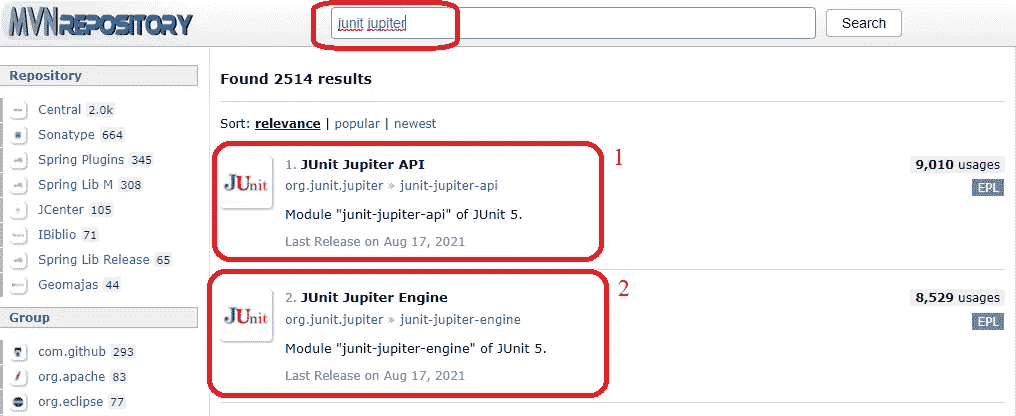 MVNREPOSITORY
junit jupiter
Search
Repository
Central 2.0k
Sonatype 664
Spring Plugins 345
Spring Lib M 308
JCenter 105
IBiblio 71
Spring Lib Release 65
Geomajas 44
Group
com.github 293
org.apache 83
org.eclipse 77
Found 2514 results
Sort: relevance | popular | newest
JUnit
1. JUnit Jupiter API
org.junit.jupiter » junit-jupiter-api
Module "junit-jupiter-api" of JUnit 5.
Last Release on Aug 17, 2021
1
9,010 usages
EPL
JUnit
2. JUnit Jupiter Engine
org.junit.jupiter » junit-jupiter-engine
Module "junit-jupiter-engine" of JUnit 5.
Last Release on Aug 17, 2021
2
8,529 usages
EPL